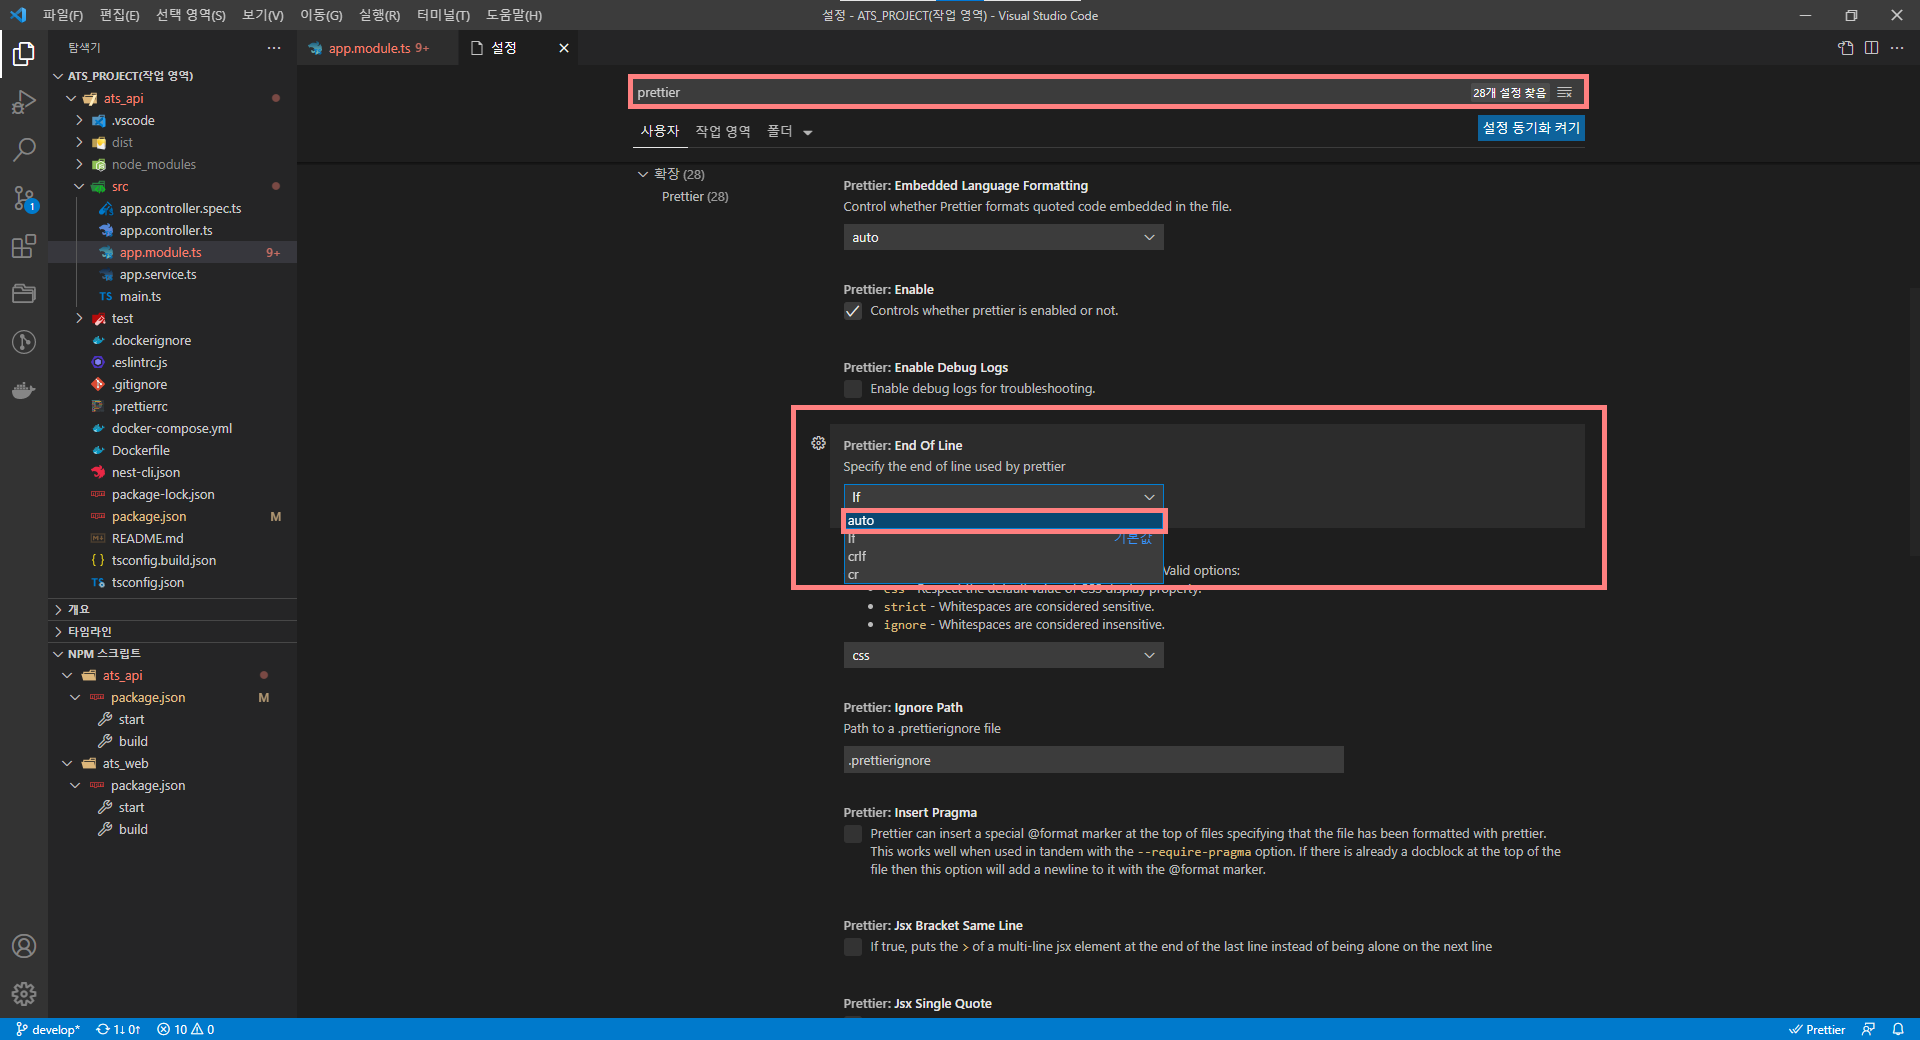 파일(F) 편집(E) 선택 영역(S) 보기(V) 이동(G) 실행(R) 터미널(T) 도움말(H)
설정 - ATS_PROJECT(작업 영역) - Visual Studio Code
탐색기
app.module.ts 9+
설정
ATS_PROJECT(작업 영역)
ats_api
.vscode
dist
node_modules
src
app.controller.spec.ts
app.controller.ts
app.module.ts 9+
app.service.ts
TS main.ts
test
.dockerignore
.eslintrc.js
.gitignore
.prettierrc
docker-compose.yml
Dockerfile
nest-cli.json
package-lock.json
package.json M
README.md
{ } tsconfig.build.json
TS tsconfig.json
개요
타임라인
NPM 스크립트
ats_api
package.json M
start
build
ats_web
package.json
start
build
prettier
28개 설정 찾음
사용자 작업 영역 폴더
설정 동기화 켜기
확장 (28)
Prettier (28)
Prettier: Embedded Language Formatting
Control whether Prettier formats quoted code embedded in the file.
auto
Prettier: Enable
Controls whether prettier is enabled or not.
Prettier: Enable Debug Logs
Enable debug logs for troubleshooting.
Prettier: End Of Line
Specify the end of line used by prettier
lf
auto
lf 기본값
crlf
cr
Valid options:
css - Respect the default value of CSS display property.
strict - Whitespaces are considered sensitive.
ignore - Whitespaces are considered insensitive.
css
Prettier: Ignore Path
Path to a .prettierignore file
.prettierignore
Prettier: Insert Pragma
Prettier can insert a special @format marker at the top of files specifying that the file has been formatted with prettier.
This works well when used in tandem with the --require-pragma option. If there is already a docblock at the top of the
file then this option will add a newline to it with the @format marker.
Prettier: Jsx Bracket Same Line
If true, puts the > of a multi-line jsx element at the end of the last line instead of being alone on the next line
Prettier: Jsx Single Quote
1
develop* 1↓ 0↑ 10 0
Prettier